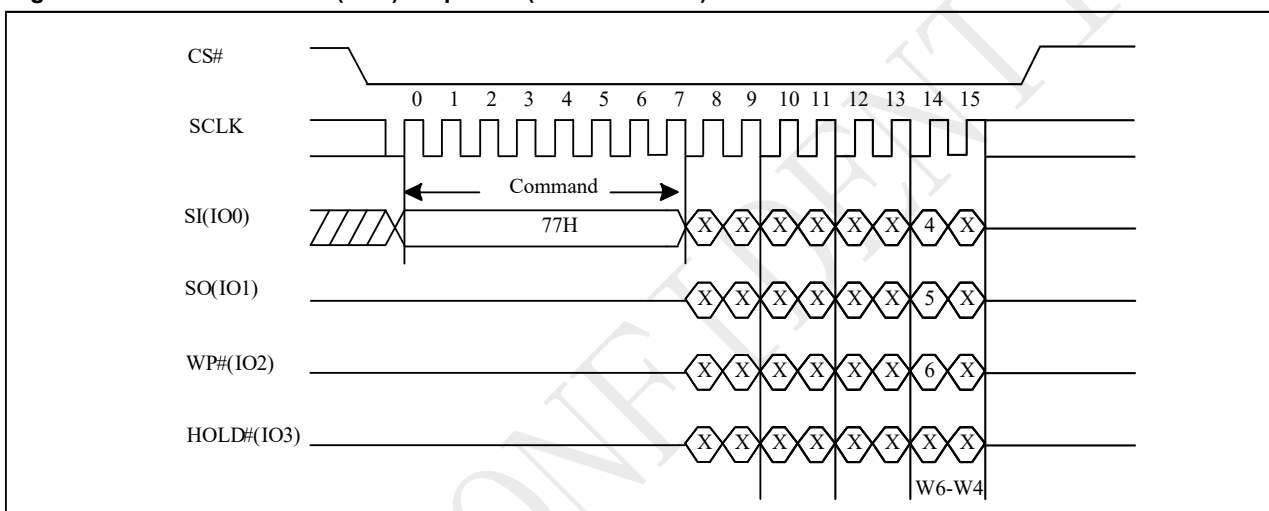 CS#
0 1 2 3 4 5 6 7 8 9 10 11 12 13 14 15
SCLK
Command
SI(IO0)
77H X X X X X X 4 X
SO(IO1)
X X X X X X 5 X
WP#(IO2)
X X X X X X 6 X
HOLD#(IO3)
X X X X X X X X
W6-W4